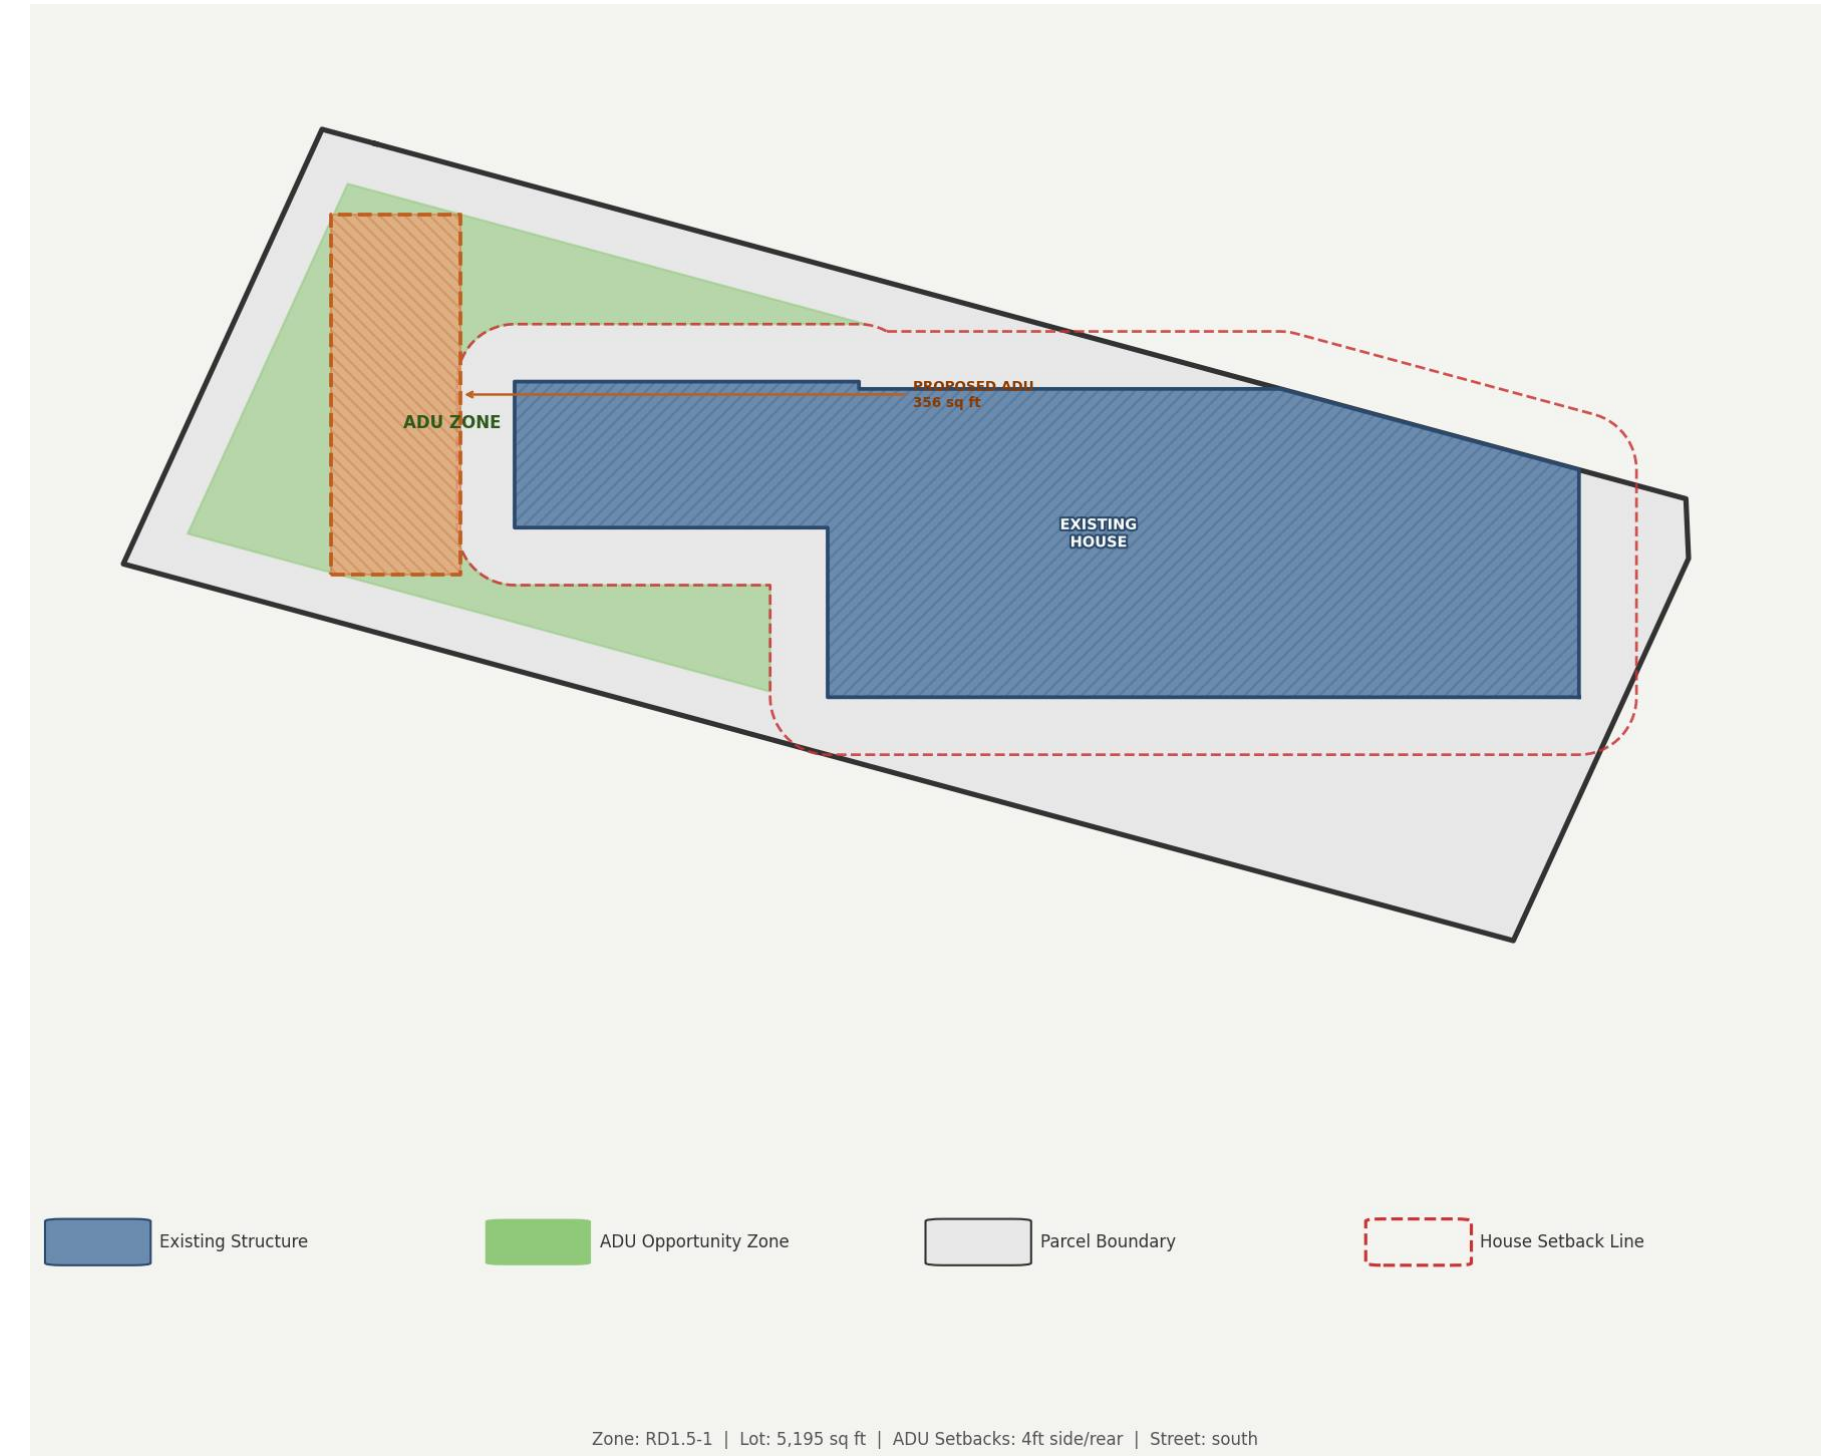 PROPOSED ADU
356 sq ft
ADU ZONE
EXISTING
HOUSE
Existing Structure
ADU Opportunity Zone
Parcel Boundary
House Setback Line
Zone: RD1.5-1 | Lot: 5,195 sq ft | ADU Setbacks: 4ft side/rear | Street: south